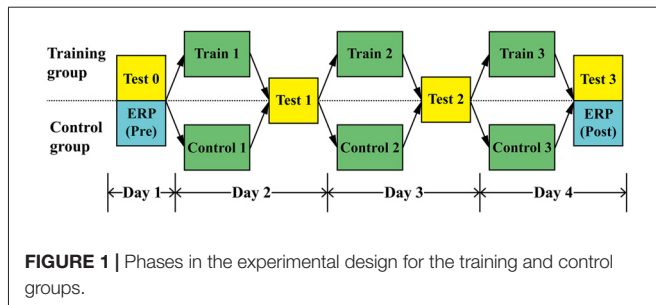 Training
group
Control
group
Test 0
ERP
(Pre)
Train 1
Control 1
Test 1
Train 2
Control 2
Test 2
Train 3
Control 3
Test 3
ERP
(Post)
Day 1
Day 2
Day 3
Day 4
FIGURE 1 | Phases in the experimental design for the training and control
groups.